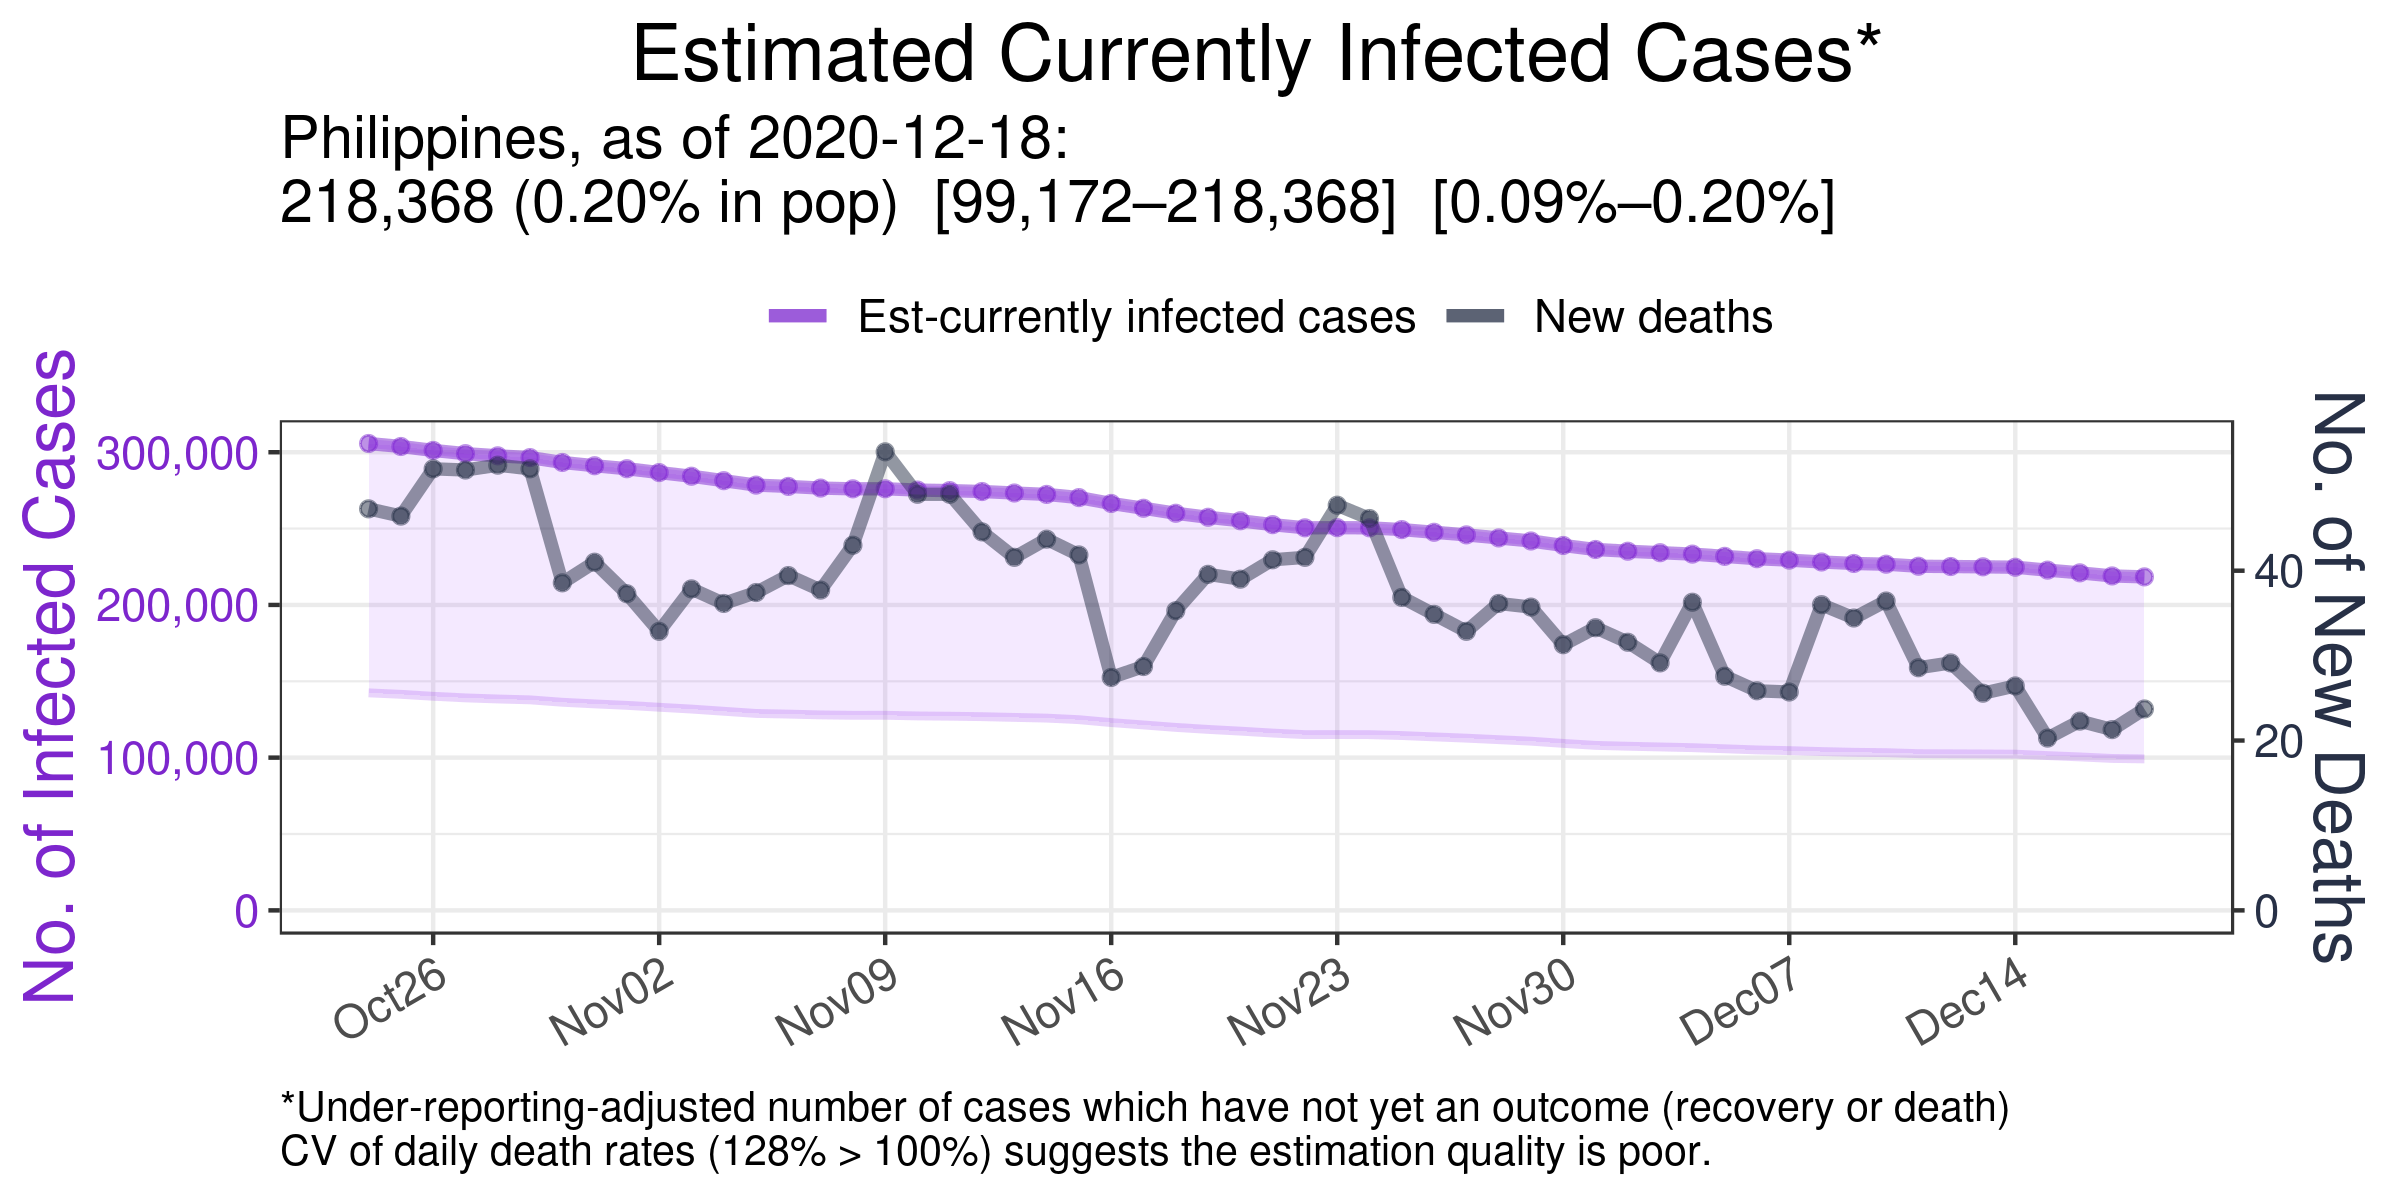 Estimated Currently Infected Cases*
Philippines, as of 2020-12-18:
218,368 (0.20% in pop)  [99,172–218,368]  [0.09%–0.20%]
Est-currently infected cases
New deaths
No. of Infected Cases
300,000
200,000
100,000
0
No. of New Deaths
40
20
0
Oct26
Nov02
Nov09
Nov16
Nov23
Nov30
Dec07
Dec14
*Under-reporting-adjusted number of cases which have not yet an outcome (recovery or death)
CV of daily death rates (128% > 100%) suggests the estimation quality is poor.